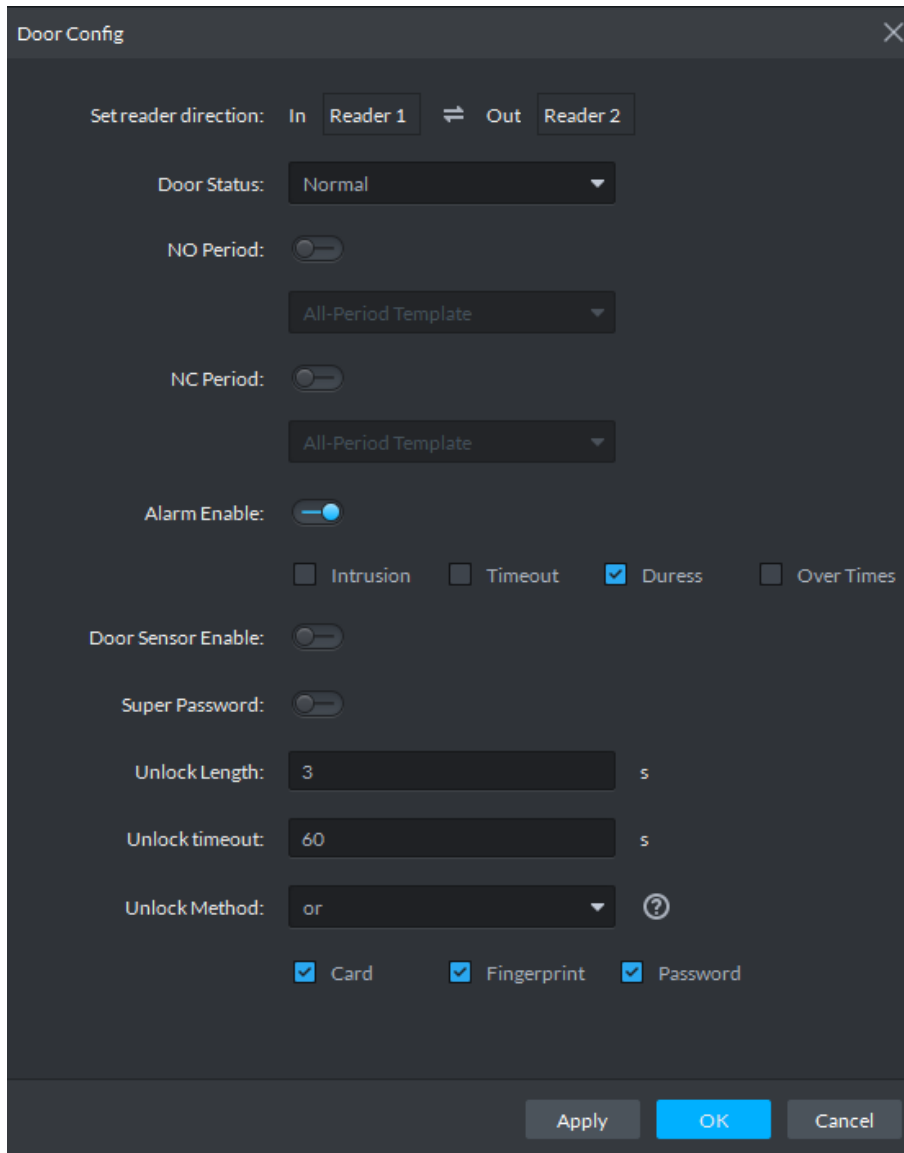 Door Config
Set reader direction: In Reader 1 ⇌ Out Reader 2
Door Status: Normal
NO Period:
All-Period Template
NC Period:
All-Period Template
Alarm Enable:
Intrusion Timeout Duress Over Times
Door Sensor Enable:
Super Password:
Unlock Length: 3 s
Unlock timeout: 60 s
Unlock Method: or ?
Card Fingerprint Password
Apply OK Cancel